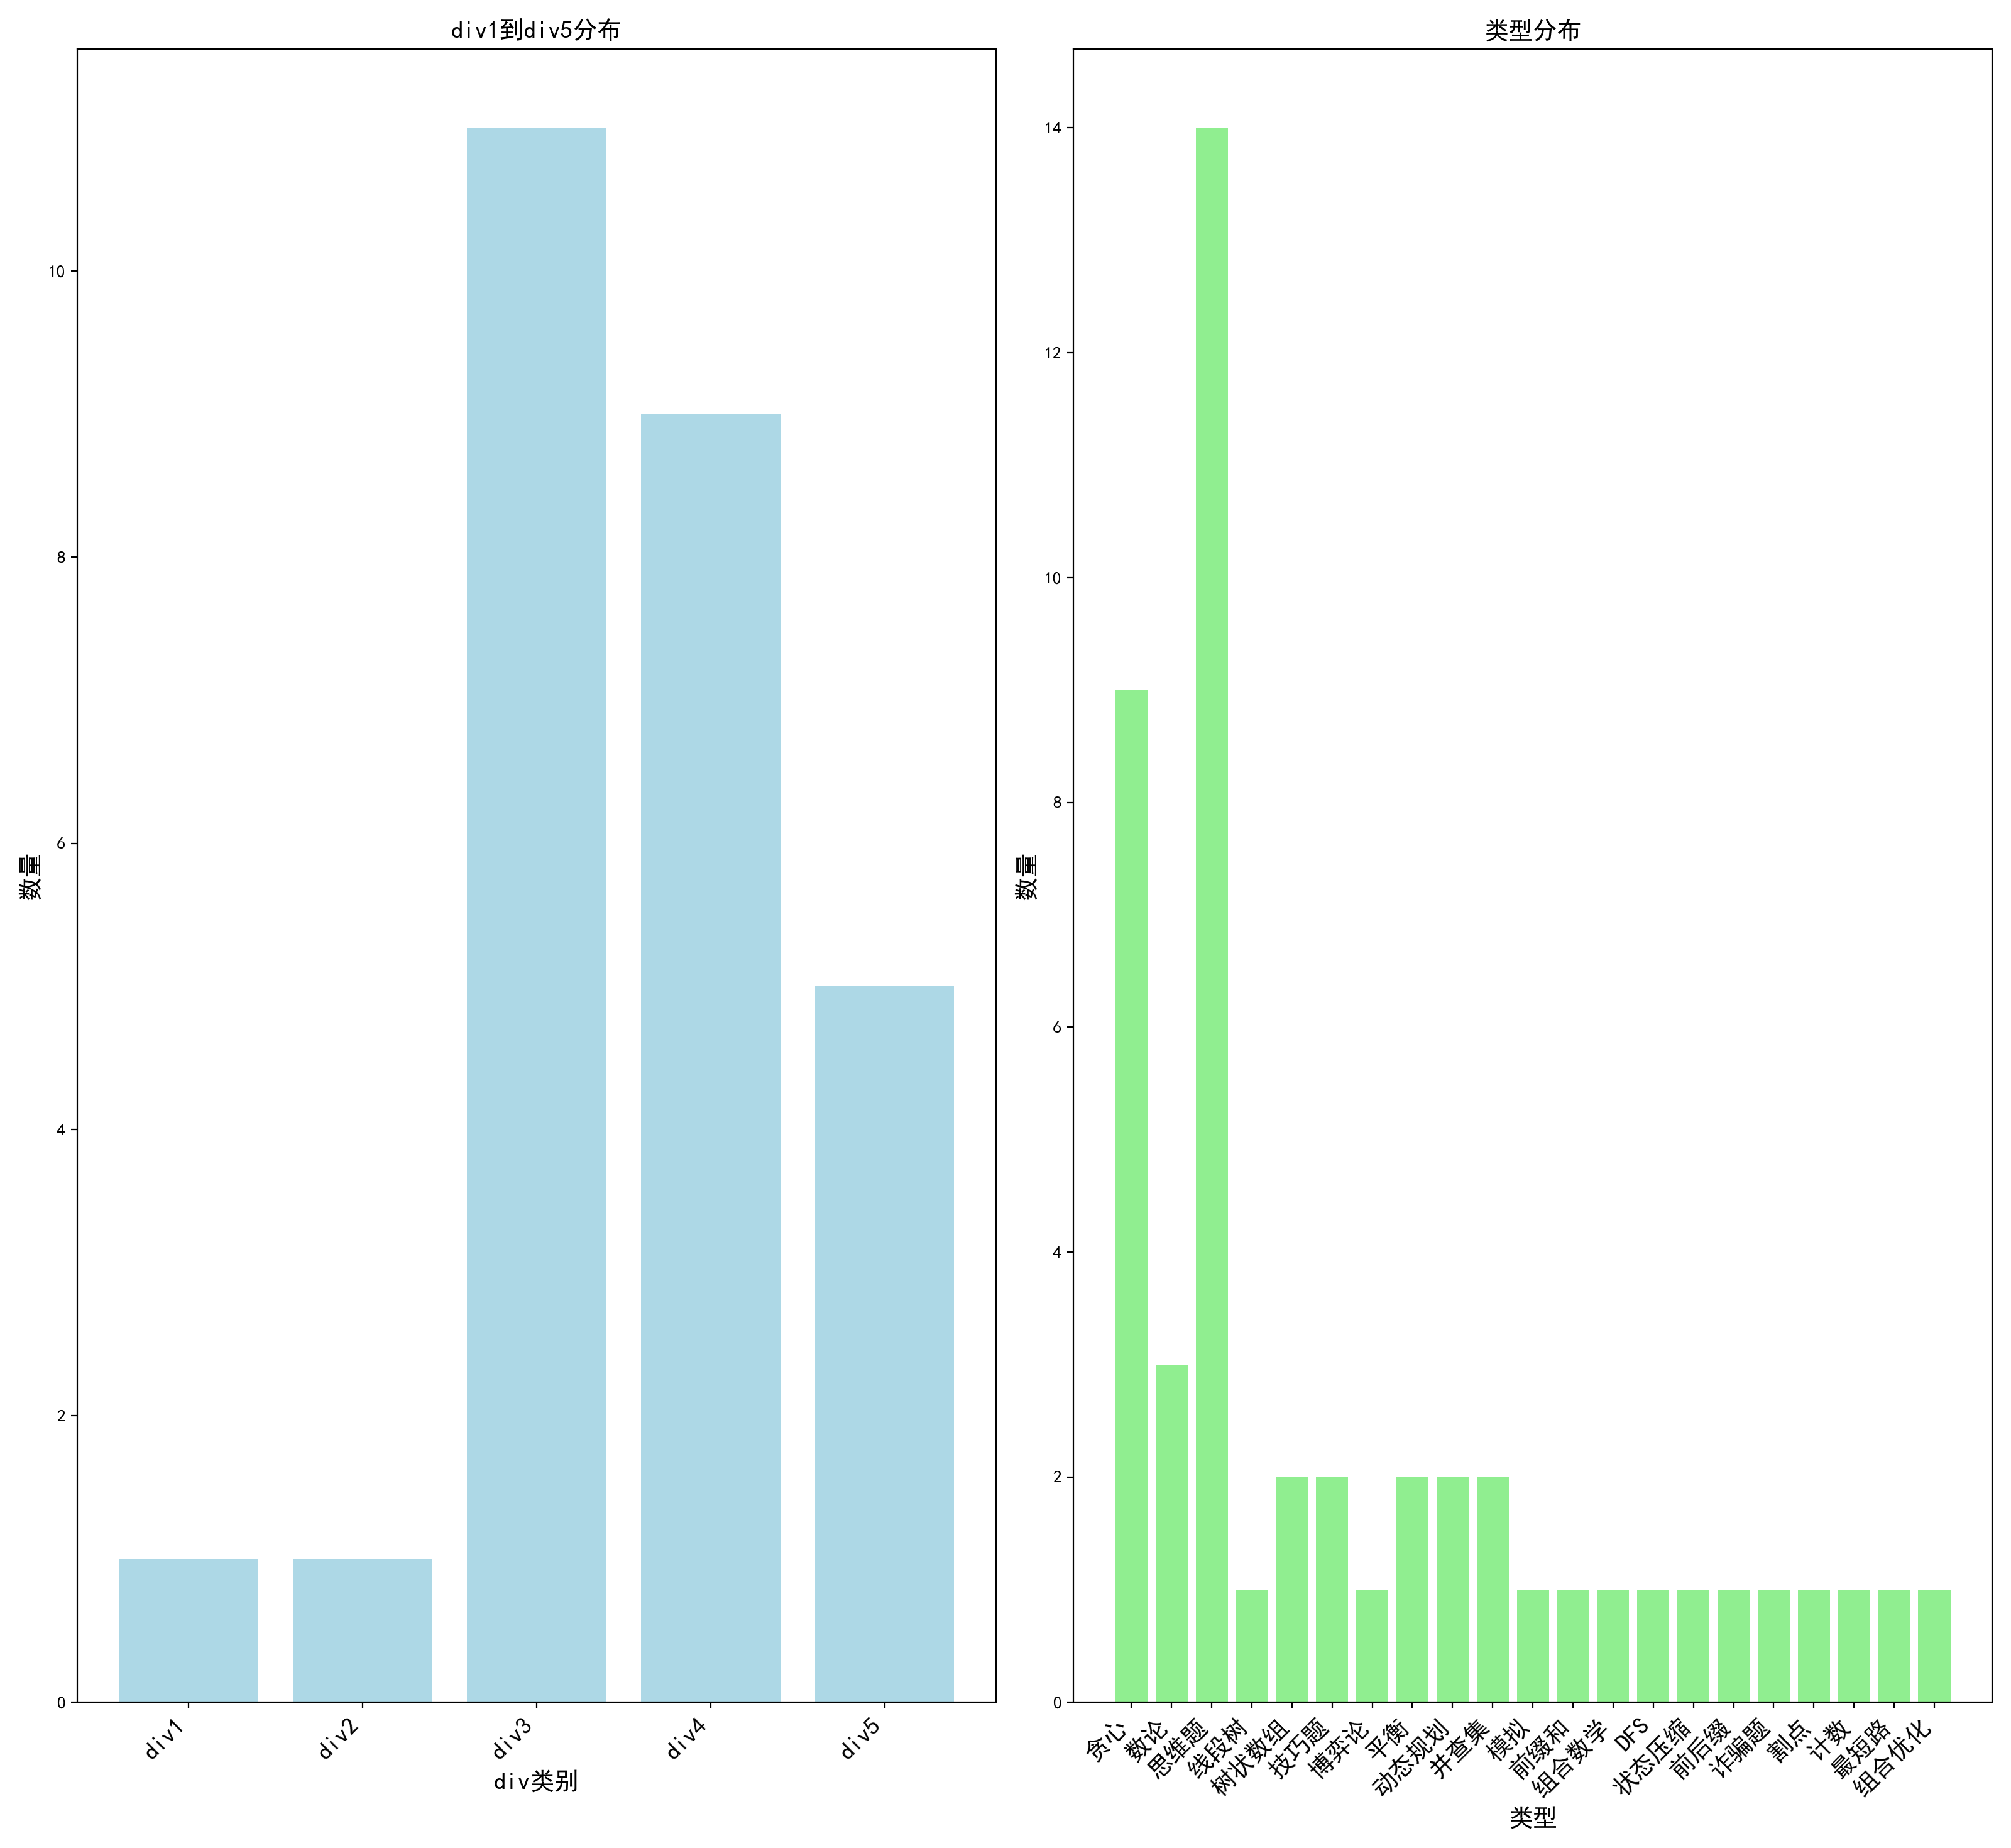 div1到div5分布
数量
10
8
6
4
2
0
div1
div2
div3
div4
div5
div类别
类型分布
数量
14
12
10
8
6
4
2
0
贪心
数论
思维题
线段树
树状数组
技巧题
博弈论
平衡
动态规划
并查集
模拟
前缀和
组合数学
DFS
状态压缩
前后缀
诈骗题
割点
计数
最短路
组合优化
类型